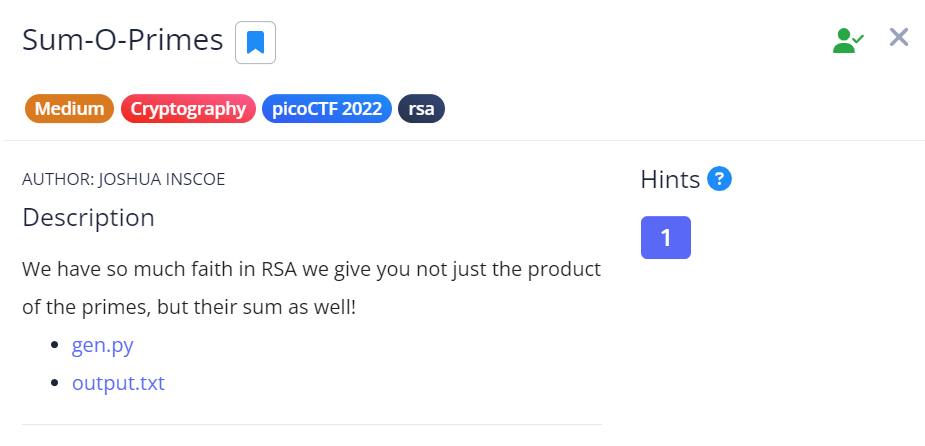 Sum-O-Primes
Medium Cryptography picoCTF 2022 rsa
AUTHOR: JOSHUA INSCOE
Description
We have so much faith in RSA we give you not just the product
of the primes, but their sum as well!
• gen.py
• output.txt
Hints ?
1